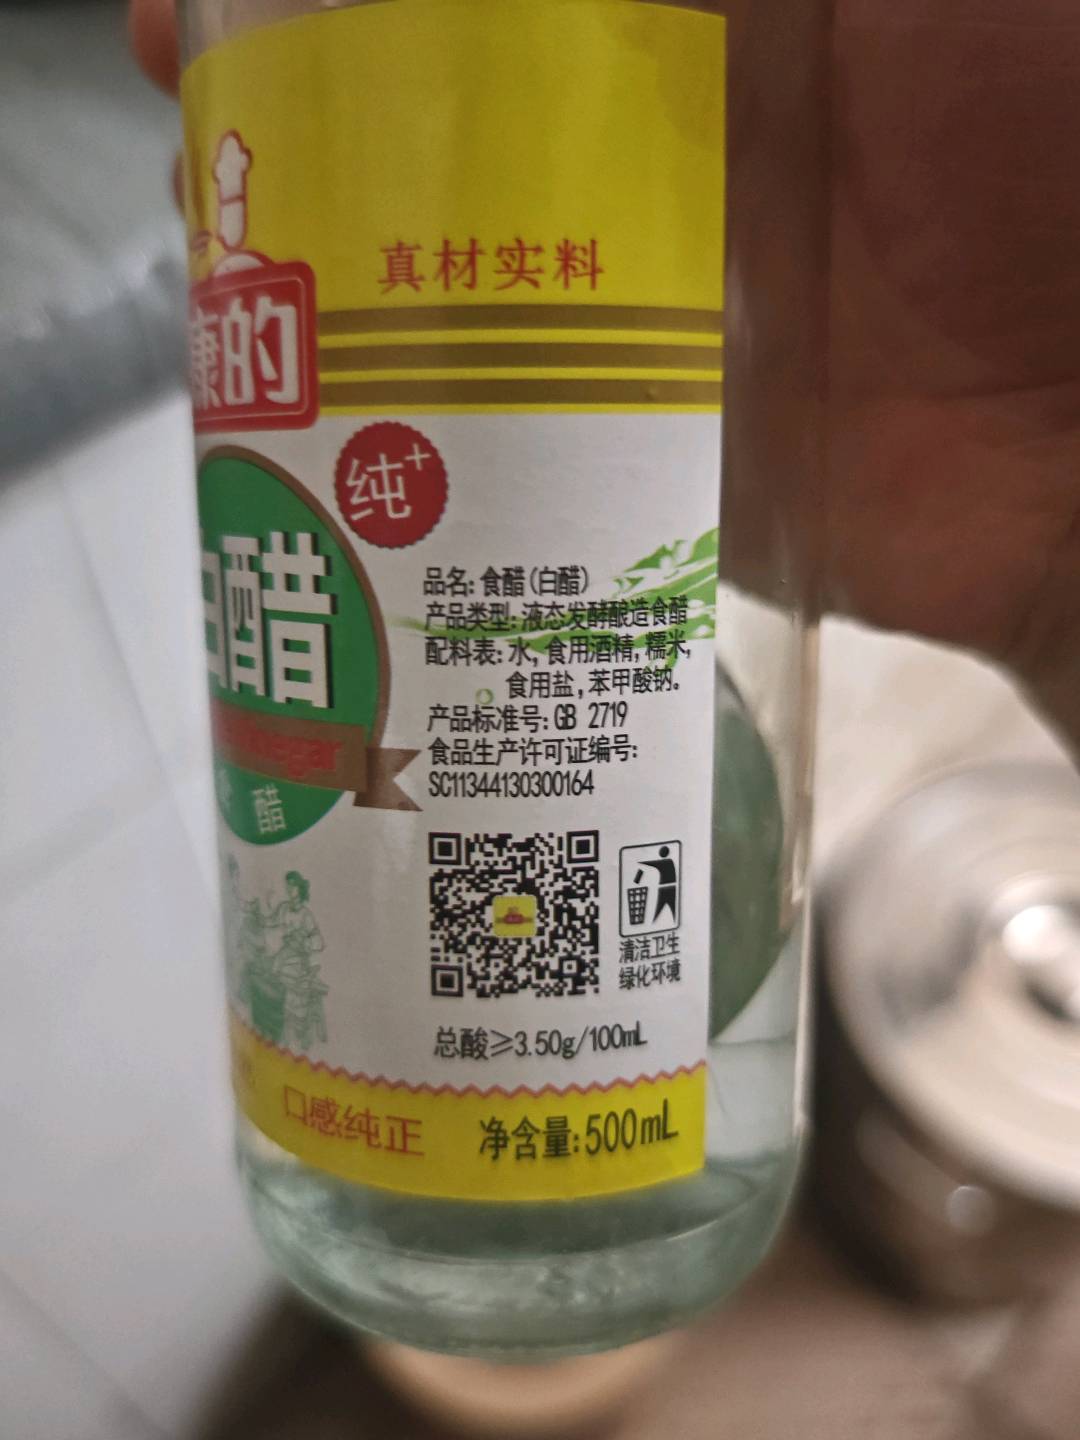 真材实料
康的
纯+
白醋
品名: 食醋(白醋)
产品类型: 液态发酵酿造食醋
配料表: 水, 食用酒精, 糯米,
食用盐, 苯甲酸钠。
产品标准号: GB 2719
食品生产许可证编号:
SC11344130300164
醋
清洁卫生
绿化环境
总酸≥3.50g/100mL
口感纯正
净含量: 500mL